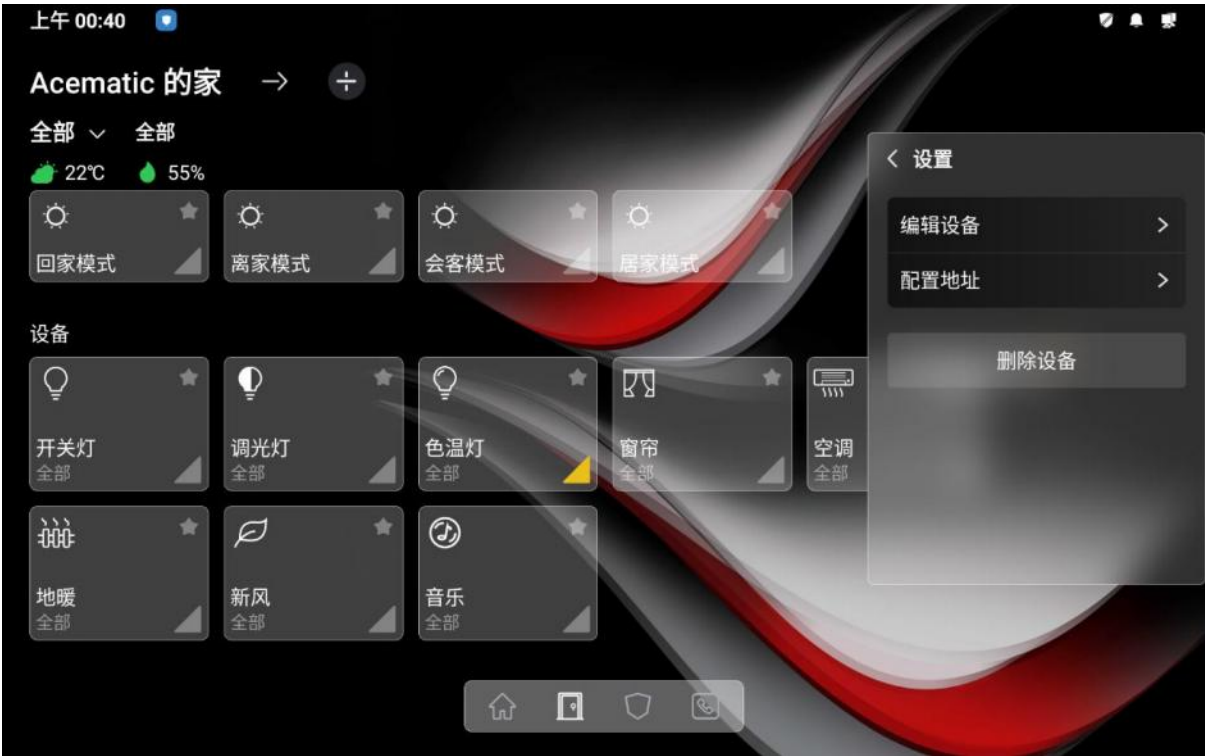 上午 00:40
Acematic 的家
全部 全部
22℃ 55%
回家模式 离家模式 会客模式 居家模式
设备
开关灯 调光灯 色温灯 窗帘 空调
全部 全部 全部 全部 全部
地暖 新风 音乐
全部 全部 全部
设置
编辑设备
配置地址
删除设备